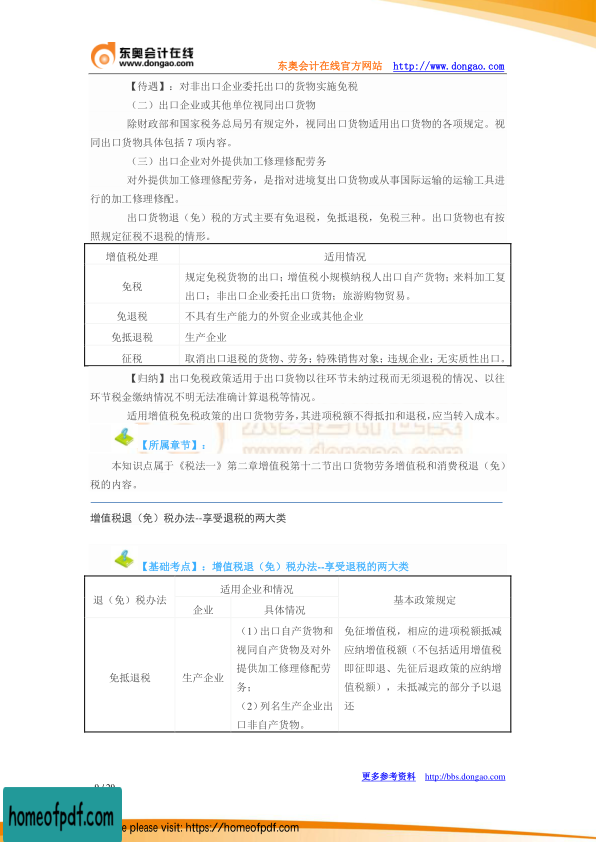 东奥会计在线
www.dongao.com
东奥会计在线官方网站 http://www.dongao.com
【待遇】：对非出口企业委托出口的货物实施免税
（二）出口企业或其他单位视同出口货物
除财政部和国家税务总局另有规定外，视同出口货物适用出口货物的各项规定。视
同出口货物具体包括 7 项内容。
（三）出口企业对外提供加工修理修配劳务
对外提供加工修理修配劳务，是指对进境复出口货物或从事国际运输的运输工具进
行的加工修理修配。
出口货物退（免）税的方式主要有免退税，免抵退税，免税三种。出口货物也有按
照规定征税不退税的情形。
增值税处理 适用情况
免税 规定免税货物的出口；增值税小规模纳税人出口自产货物；来料加工复
出口；非出口企业委托出口货物；旅游购物贸易。
免退税 不具有生产能力的外贸企业或其他企业
免抵退税 生产企业
征税 取消出口退税的货物、劳务；特殊销售对象；违规企业；无实质性出口。
【归纳】出口免税政策适用于出口货物以往环节未纳过税而无须退税的情况、以往
环节税金缴纳情况不明无法准确计算退税等情况。
适用增值税免税政策的出口货物劳务，其进项税额不得抵扣和退税，应当转入成本。
【所属章节】：
本知识点属于《税法一》第二章增值税第十二节出口货物劳务增值税和消费税退（免）
税的内容。
增值税退（免）税办法--享受退税的两大类
【基础考点】：增值税退（免）税办法--享受退税的两大类
退（免）税办法 适用企业和情况 基本政策规定
企业 具体情况
免抵退税 生产企业
（1）出口自产货物和
视同自产货物及对外
提供加工修理修配劳
务；
（2）列名生产企业出
口非自产货物。
免征增值税，相应的进项税额抵减
应纳增值税额（不包括适用增值税
即征即退、先征后退政策的应纳增
值税额），未抵减完的部分予以退
还
更多参考资料 http://bbs.dongao.com
homeofpdf.com
e please visit: https://homeofpdf.com